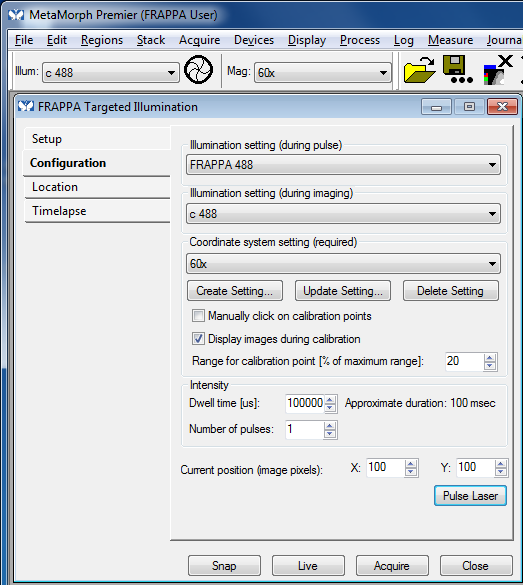 MetaMorph Premier (FRAPPA User)
File Edit Regions Stack Acquire Devices Display Process Log Measure Journa
Illum: c 488 Mag: 60x
FRAPPA Targeted Illumination
Setup
Configuration
Location
Timelapse
Illumination setting (during pulse)
FRAPPA 488
Illumination setting (during imaging)
c 488
Coordinate system setting (required)
60x
Create Setting... Update Setting... Delete Setting
Manually click on calibration points
Display images during calibration
Range for calibration point [% of maximum range]: 20
Intensity
Dwell time [us]: 100000 Approximate duration: 100 msec
Number of pulses: 1
Current position (image pixels): X: 100 Y: 100
Pulse Laser
Snap Live Acquire Close